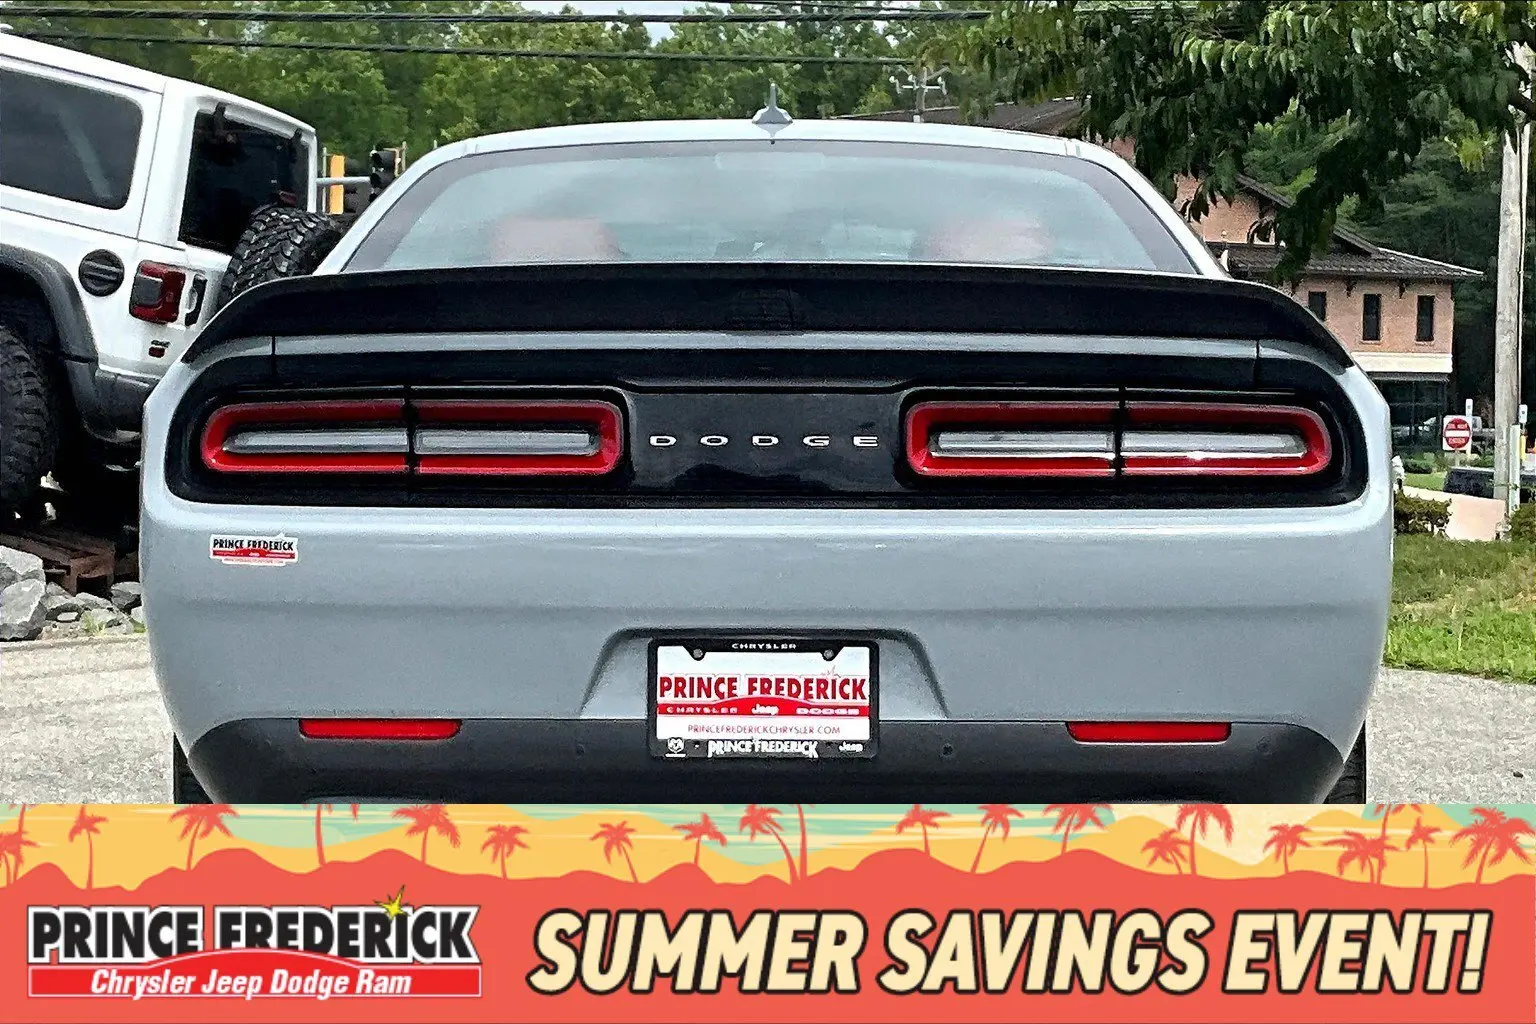 DODGE
PRINCE FREDERICK
CHRYSLER
PRINCE FREDERICK
CHRYSLER Jeep DODGE
PRINCEFREDERICKCHRYSLER.COM
PRINCE FREDERICK Jeep
PRINCE FREDERICK
Chrysler Jeep Dodge Ram
SUMMER SAVINGS EVENT!